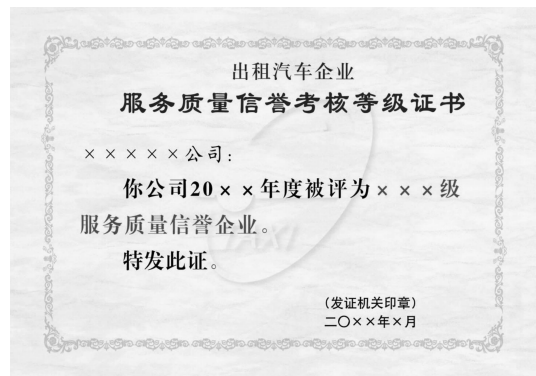 出租汽车企业
服务质量信誉考核等级证书
×××××公司：
你公司20××年度被评为×××级
服务质量信誉企业。
TAXI
特发此证。
（发证机关印章）
二〇××年×月